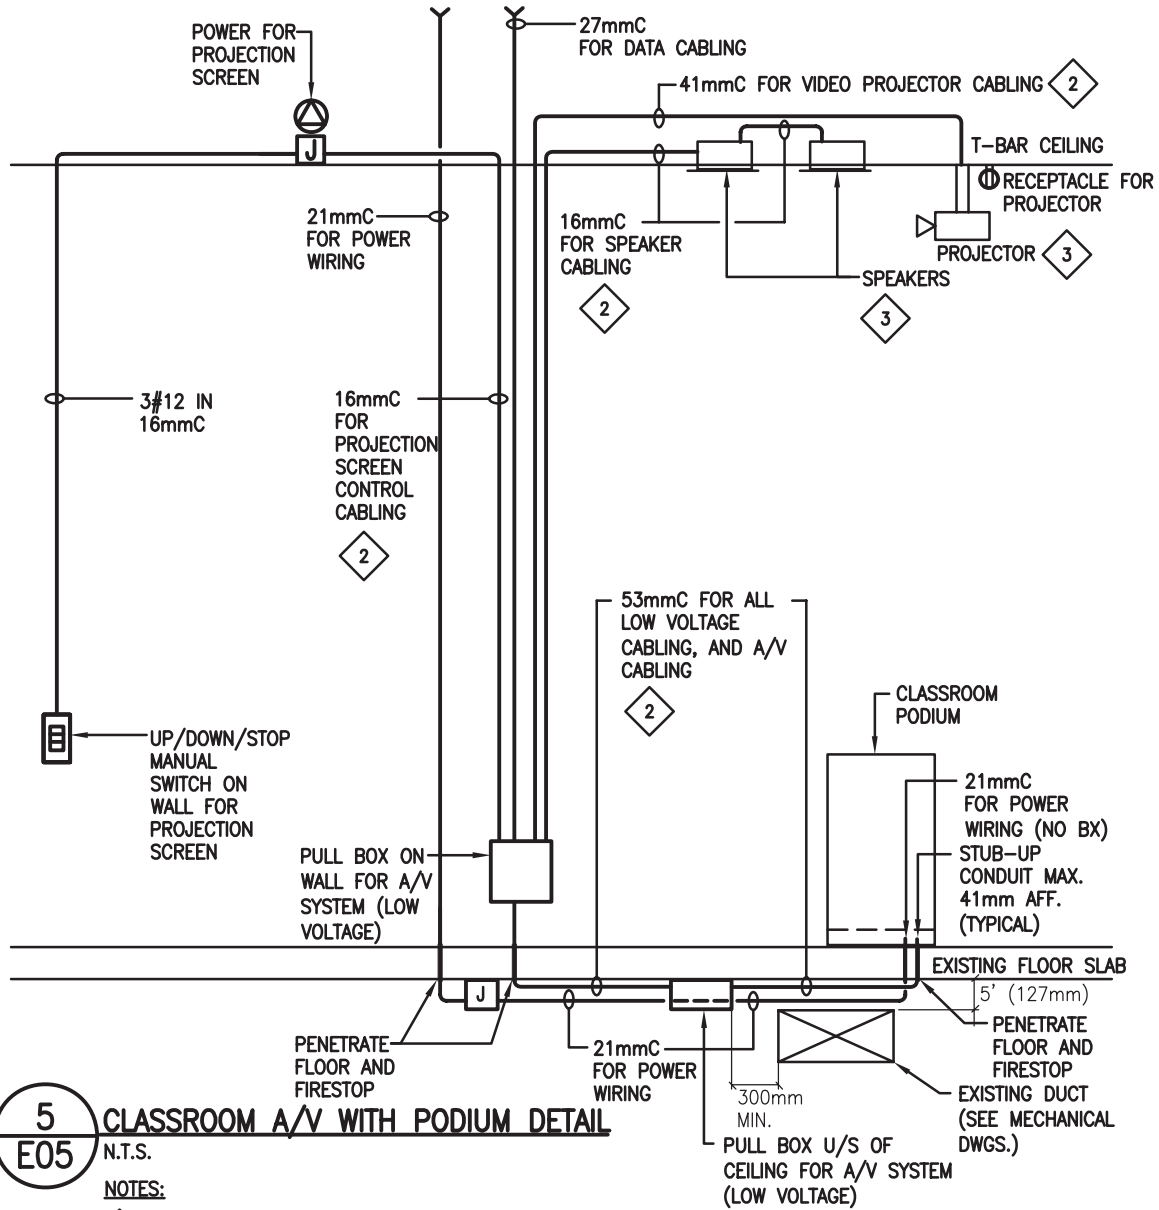 POWER FOR
PROJECTION
SCREEN
J
27mmC
FOR DATA CABLING
41mmC FOR VIDEO PROJECTOR CABLING
2
T-BAR CEILING
RECEPTACLE FOR
PROJECTOR
PROJECTOR
3
21mmC
FOR POWER
WIRING
16mmC
FOR SPEAKER
CABLING
2
SPEAKERS
3
3#12 IN
16mmC
16mmC
FOR
PROJECTION
SCREEN
CONTROL
CABLING
2
53mmC FOR ALL
LOW VOLTAGE
CABLING, AND A/V
CABLING
2
CLASSROOM
PODIUM
UP/DOWN/STOP
MANUAL
SWITCH ON
WALL FOR
PROJECTION
SCREEN
21mmC
FOR POWER
WIRING (NO BX)
STUB-UP
CONDUIT MAX.
41mm AFF.
(TYPICAL)
PULL BOX ON
WALL FOR A/V
SYSTEM (LOW
VOLTAGE)
EXISTING FLOOR SLAB
J
5' (127mm)
PENETRATE
FLOOR AND
FIRESTOP
21mmC
FOR POWER
WIRING
PENETRATE
FLOOR AND
FIRESTOP
300mm
MIN.
EXISTING DUCT
(SEE MECHANICAL
DWGS.)
PULL BOX U/S OF
CEILING FOR A/V SYSTEM
(LOW VOLTAGE)
5
E05
CLASSROOM A/V WITH PODIUM DETAIL
N.T.S.
NOTES: